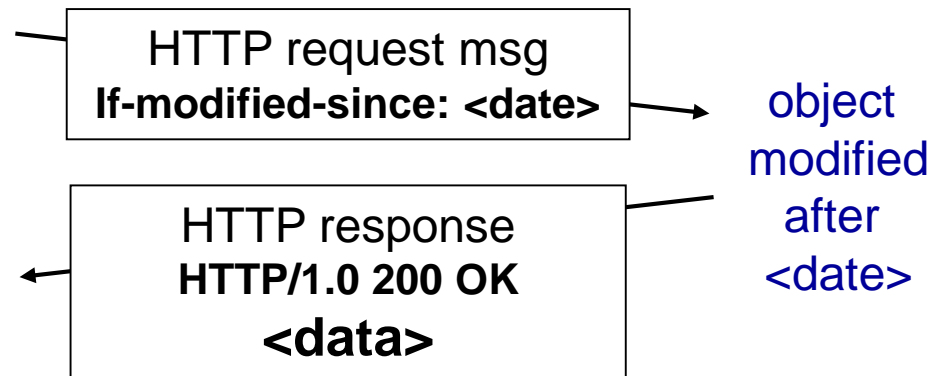 HTTP request msg
If-modified-since: <date>
object
modified
after
<date>
HTTP response
HTTP/1.0 200 OK
<data>